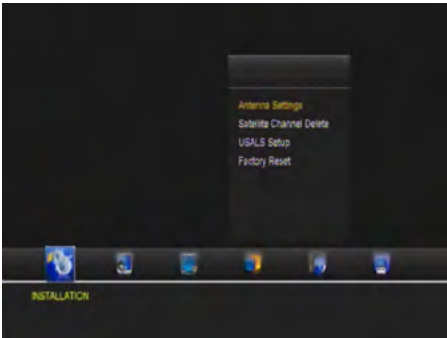 Antenna Settings
Satellite Channel Delete
USALS Setup
Factory Reset
INSTALLATION